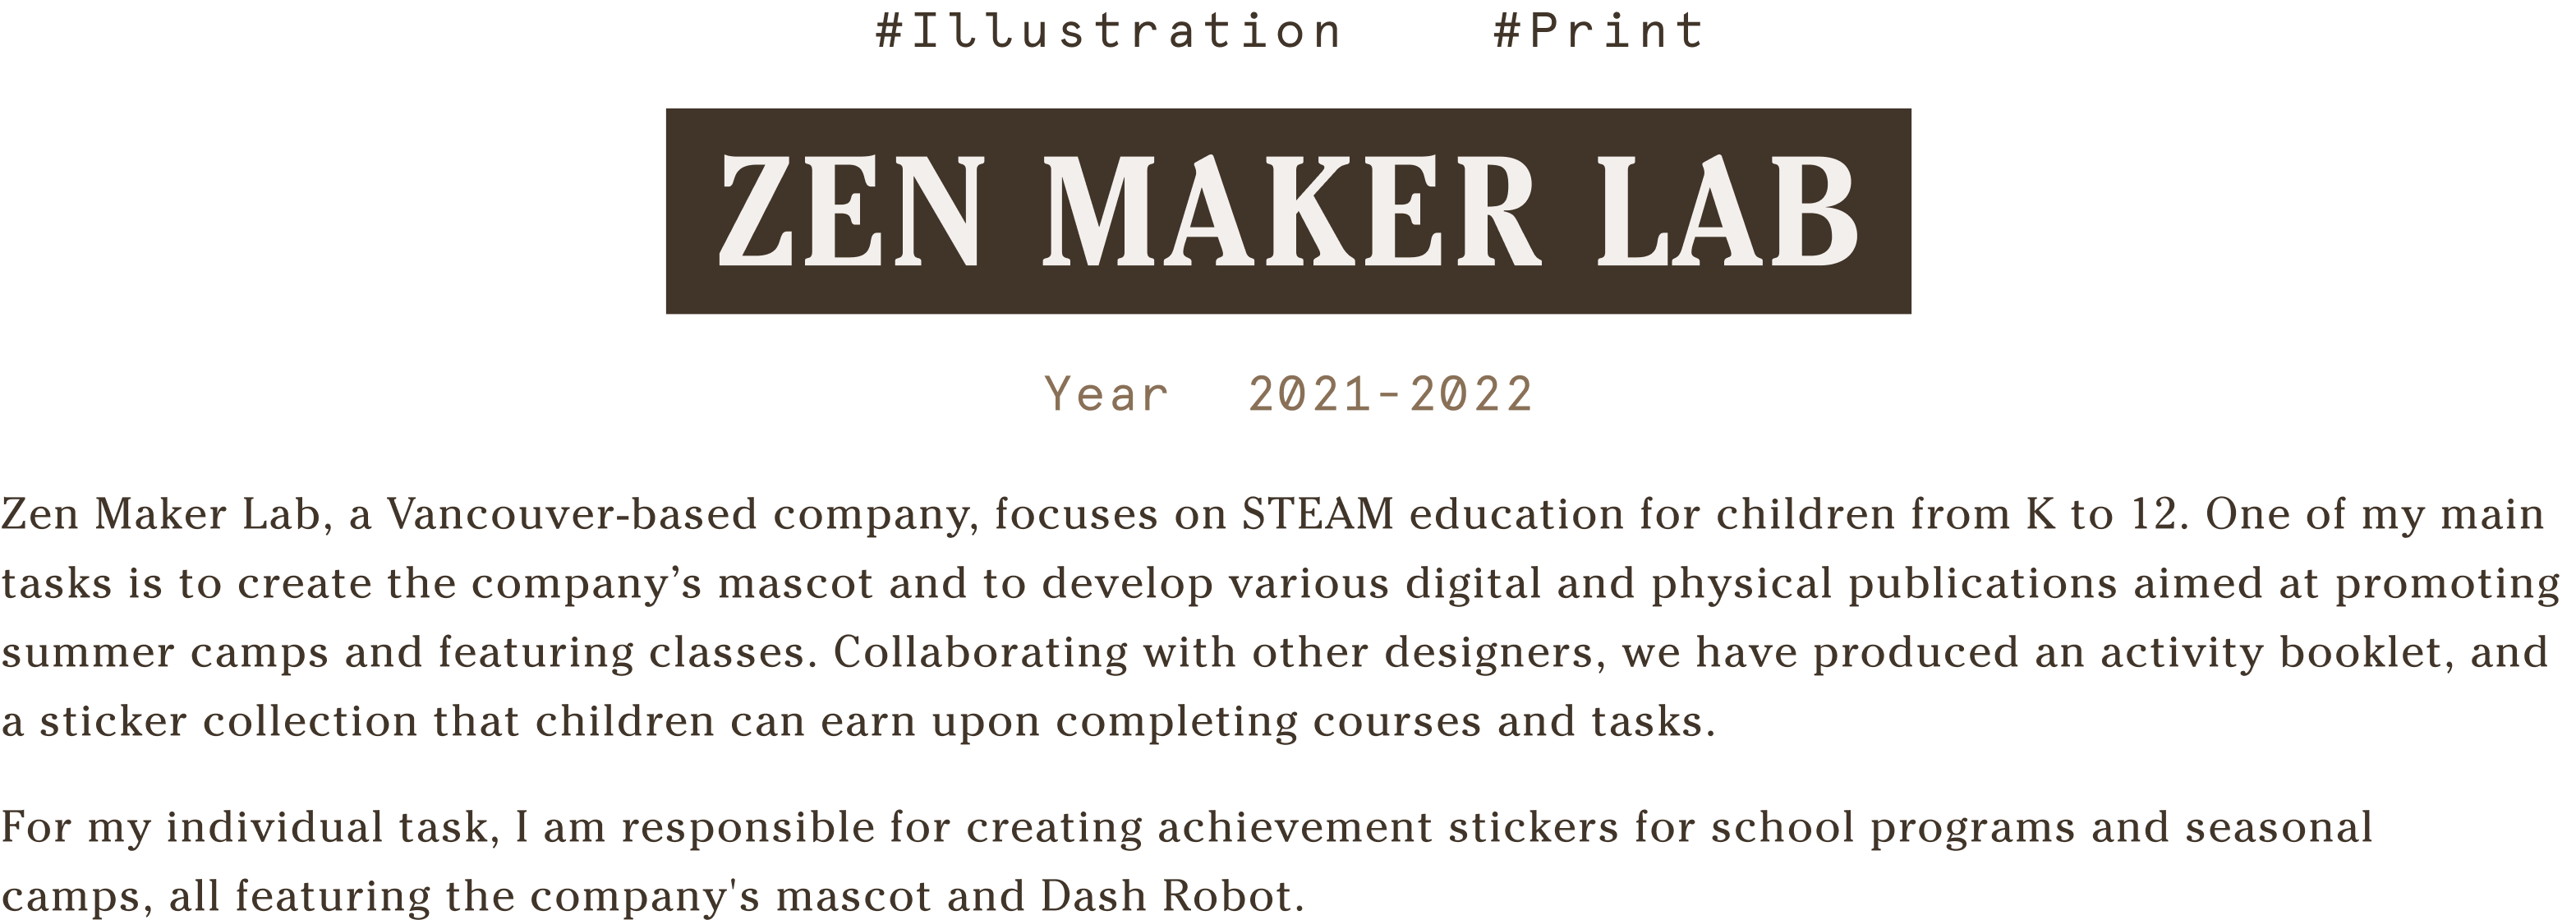 #Illustration #Print
ZEN MAKER LAB
Year 2021-2022
Zen Maker Lab, a Vancouver-based company, focuses on STEAM education for children from K to 12. One of my main
tasks is to create the company’s mascot and to develop various digital and physical publications aimed at promoting
summer camps and featuring classes. Collaborating with other designers, we have produced an activity booklet, and
a sticker collection that children can earn upon completing courses and tasks.
For my individual task, I am responsible for creating achievement stickers for school programs and seasonal
camps, all featuring the company's mascot and Dash Robot.